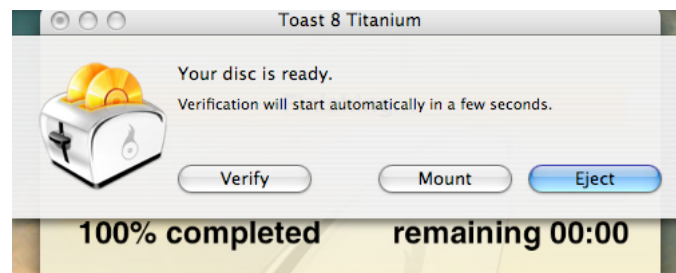 Toast 8 Titanium
Your disc is ready.
Verification will start automatically in a few seconds.
Verify Mount Eject
100% completed remaining 00:00